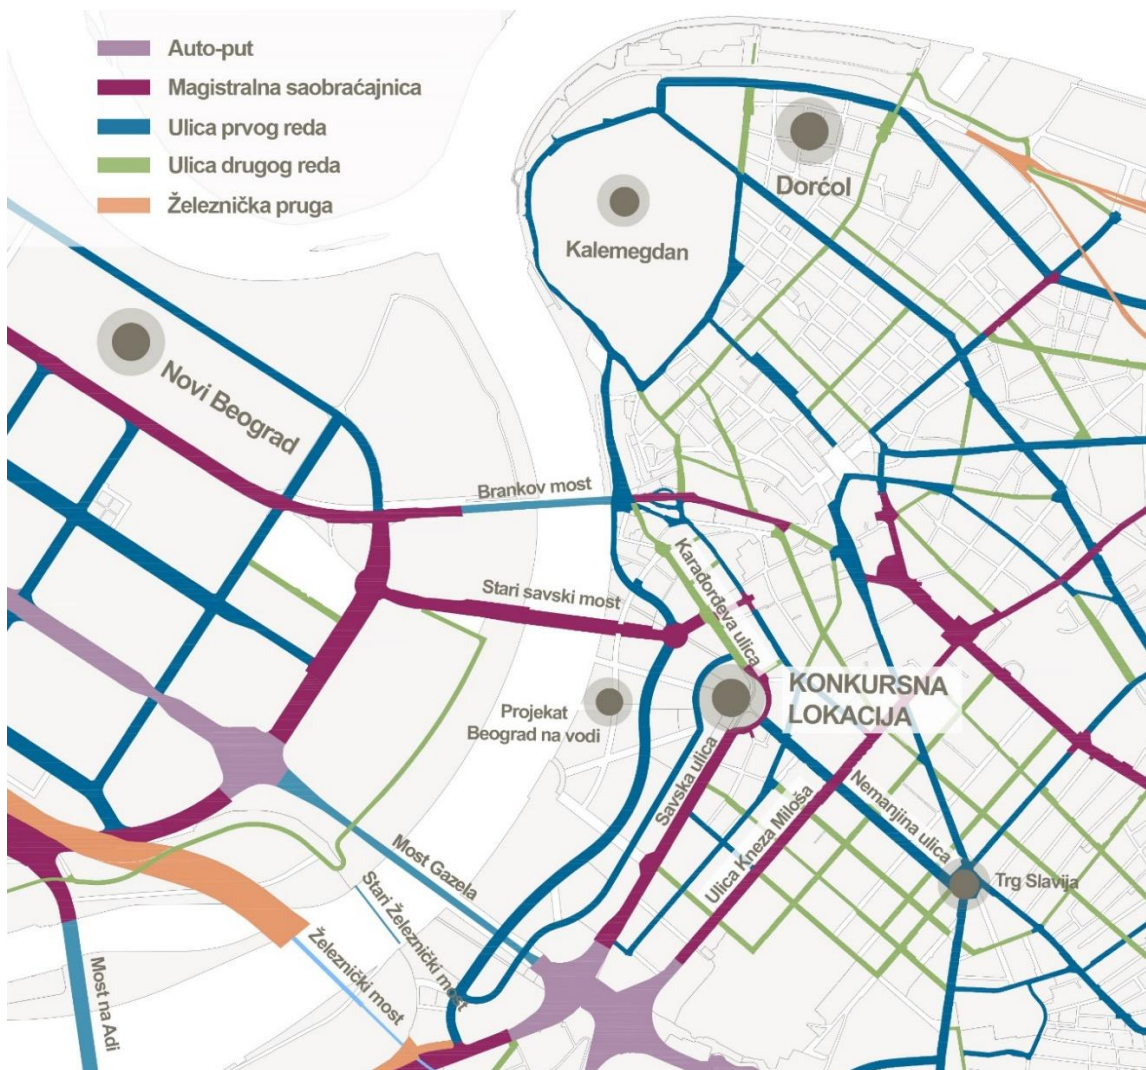 Auto-put
Magistralna saobraćajnica
Ulica prvog reda
Ulica drugog reda
Železnička pruga
Dorćol
Kalemegdan
Novi Beograd
Brankov most
Stari savski most
Karađorđeva ulica
KONKURSNA
LOKACIJA
Projekat
Beograd na vodi
Savska ulica
Ulica Kneza Miloša
Nemanjina ulica
Trg Slavija
Most Gazela
Stari Železnički most
Železnički most
Most na Adi